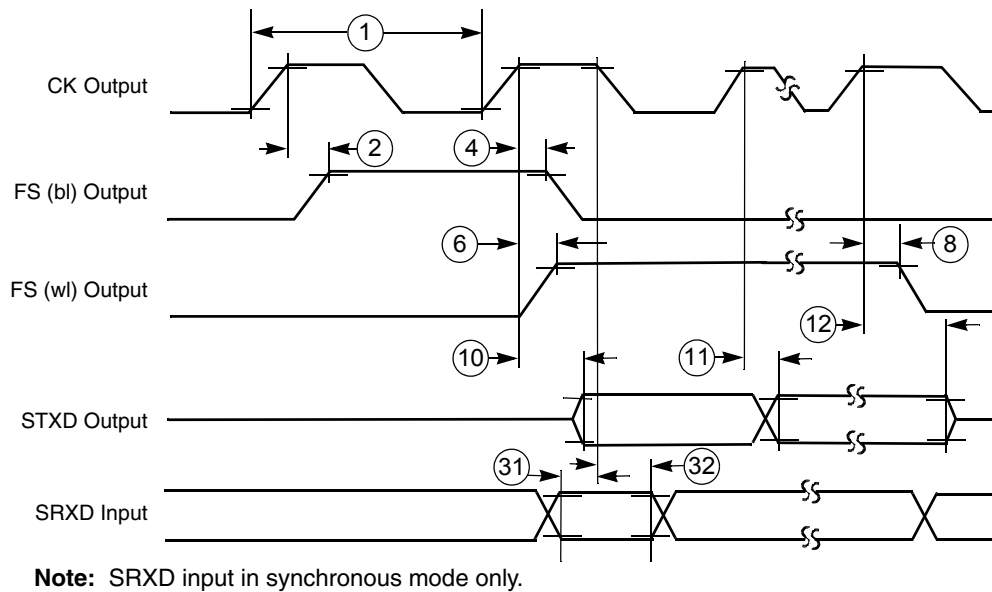 1
CK Output
2
4
FS (bl) Output
6
8
FS (wl) Output
12
10
11
STXD Output
31
32
SRXD Input
Note: SRXD input in synchronous mode only.